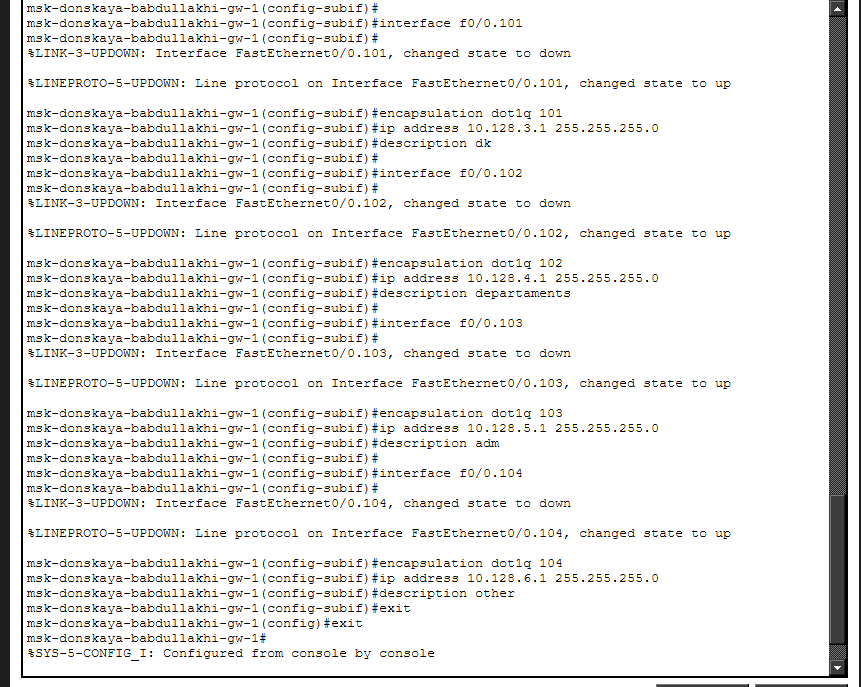 msk-donskaya-babdullakhi-gw-1(config-subif)#
msk-donskaya-babdullakhi-gw-1(config-subif)#interface f0/0.101
msk-donskaya-babdullakhi-gw-1(config-subif)#
%LINK-3-UPDOWN: Interface FastEthernet0/0.101, changed state to down
%LINEPROTO-5-UPDOWN: Line protocol on Interface FastEthernet0/0.101, changed state to up
msk-donskaya-babdullakhi-gw-1(config-subif)#encapsulation dot1q 101
msk-donskaya-babdullakhi-gw-1(config-subif)#ip address 10.128.3.1 255.255.255.0
msk-donskaya-babdullakhi-gw-1(config-subif)#description dk
msk-donskaya-babdullakhi-gw-1(config-subif)#
msk-donskaya-babdullakhi-gw-1(config-subif)#interface f0/0.102
msk-donskaya-babdullakhi-gw-1(config-subif)#
%LINK-3-UPDOWN: Interface FastEthernet0/0.102, changed state to down
%LINEPROTO-5-UPDOWN: Line protocol on Interface FastEthernet0/0.102, changed state to up
msk-donskaya-babdullakhi-gw-1(config-subif)#encapsulation dot1q 102
msk-donskaya-babdullakhi-gw-1(config-subif)#ip address 10.128.4.1 255.255.255.0
msk-donskaya-babdullakhi-gw-1(config-subif)#description departaments
msk-donskaya-babdullakhi-gw-1(config-subif)#
msk-donskaya-babdullakhi-gw-1(config-subif)#interface f0/0.103
msk-donskaya-babdullakhi-gw-1(config-subif)#
%LINK-3-UPDOWN: Interface FastEthernet0/0.103, changed state to down
%LINEPROTO-5-UPDOWN: Line protocol on Interface FastEthernet0/0.103, changed state to up
msk-donskaya-babdullakhi-gw-1(config-subif)#encapsulation dot1q 103
msk-donskaya-babdullakhi-gw-1(config-subif)#ip address 10.128.5.1 255.255.255.0
msk-donskaya-babdullakhi-gw-1(config-subif)#description adm
msk-donskaya-babdullakhi-gw-1(config-subif)#
msk-donskaya-babdullakhi-gw-1(config-subif)#interface f0/0.104
msk-donskaya-babdullakhi-gw-1(config-subif)#
%LINK-3-UPDOWN: Interface FastEthernet0/0.104, changed state to down
%LINEPROTO-5-UPDOWN: Line protocol on Interface FastEthernet0/0.104, changed state to up
msk-donskaya-babdullakhi-gw-1(config-subif)#encapsulation dot1q 104
msk-donskaya-babdullakhi-gw-1(config-subif)#ip address 10.128.6.1 255.255.255.0
msk-donskaya-babdullakhi-gw-1(config-subif)#description other
msk-donskaya-babdullakhi-gw-1(config-subif)#exit
msk-donskaya-babdullakhi-gw-1(config)#exit
msk-donskaya-babdullakhi-gw-1#
%SYS-5-CONFIG_I: Configured from console by console